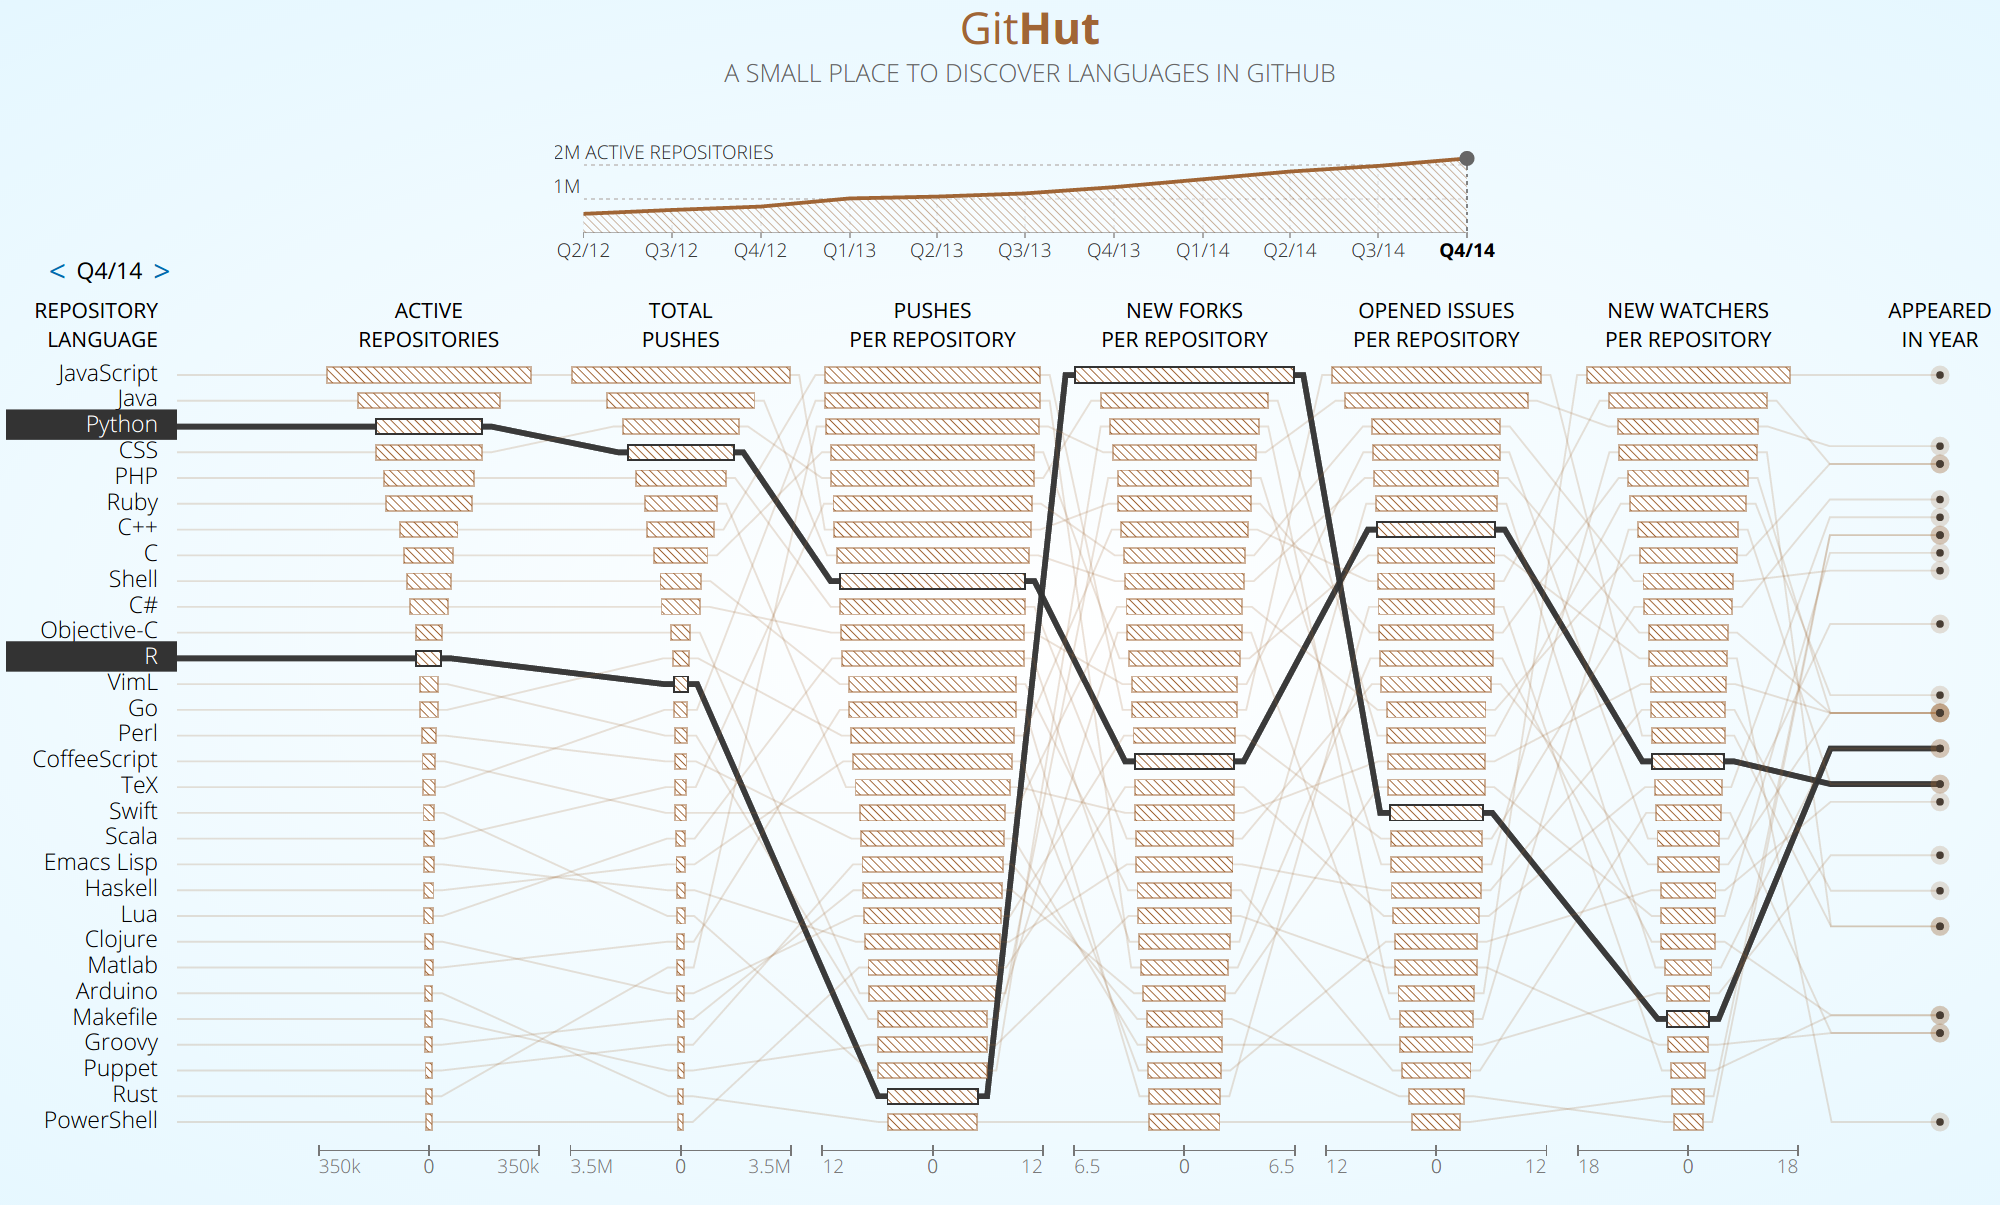 GitHut
A SMALL PLACE TO DISCOVER LANGUAGES IN GITHUB
2M ACTIVE REPOSITORIES
1M
Q2/12 Q3/12 Q4/12 Q1/13 Q2/13 Q3/13 Q4/13 Q1/14 Q2/14 Q3/14 Q4/14
< Q4/14 >
REPOSITORY ACTIVE TOTAL PUSHES NEW FORKS OPENED ISSUES NEW WATCHERS APPEARED
LANGUAGE REPOSITORIES PUSHES PER REPOSITORY PER REPOSITORY PER REPOSITORY PER REPOSITORY IN YEAR
JavaScript
Java
Python
CSS
PHP
Ruby
C++
C
Shell
C#
Objective-C
R
VimL
Go
Perl
CoffeeScript
TeX
Swift
Scala
Emacs Lisp
Haskell
Lua
Clojure
Matlab
Arduino
Makefile
Groovy
Puppet
Rust
PowerShell
350k 0 350k 3.5M 0 3.5M 12 0 12 6.5 0 6.5 12 0 12 18 0 18